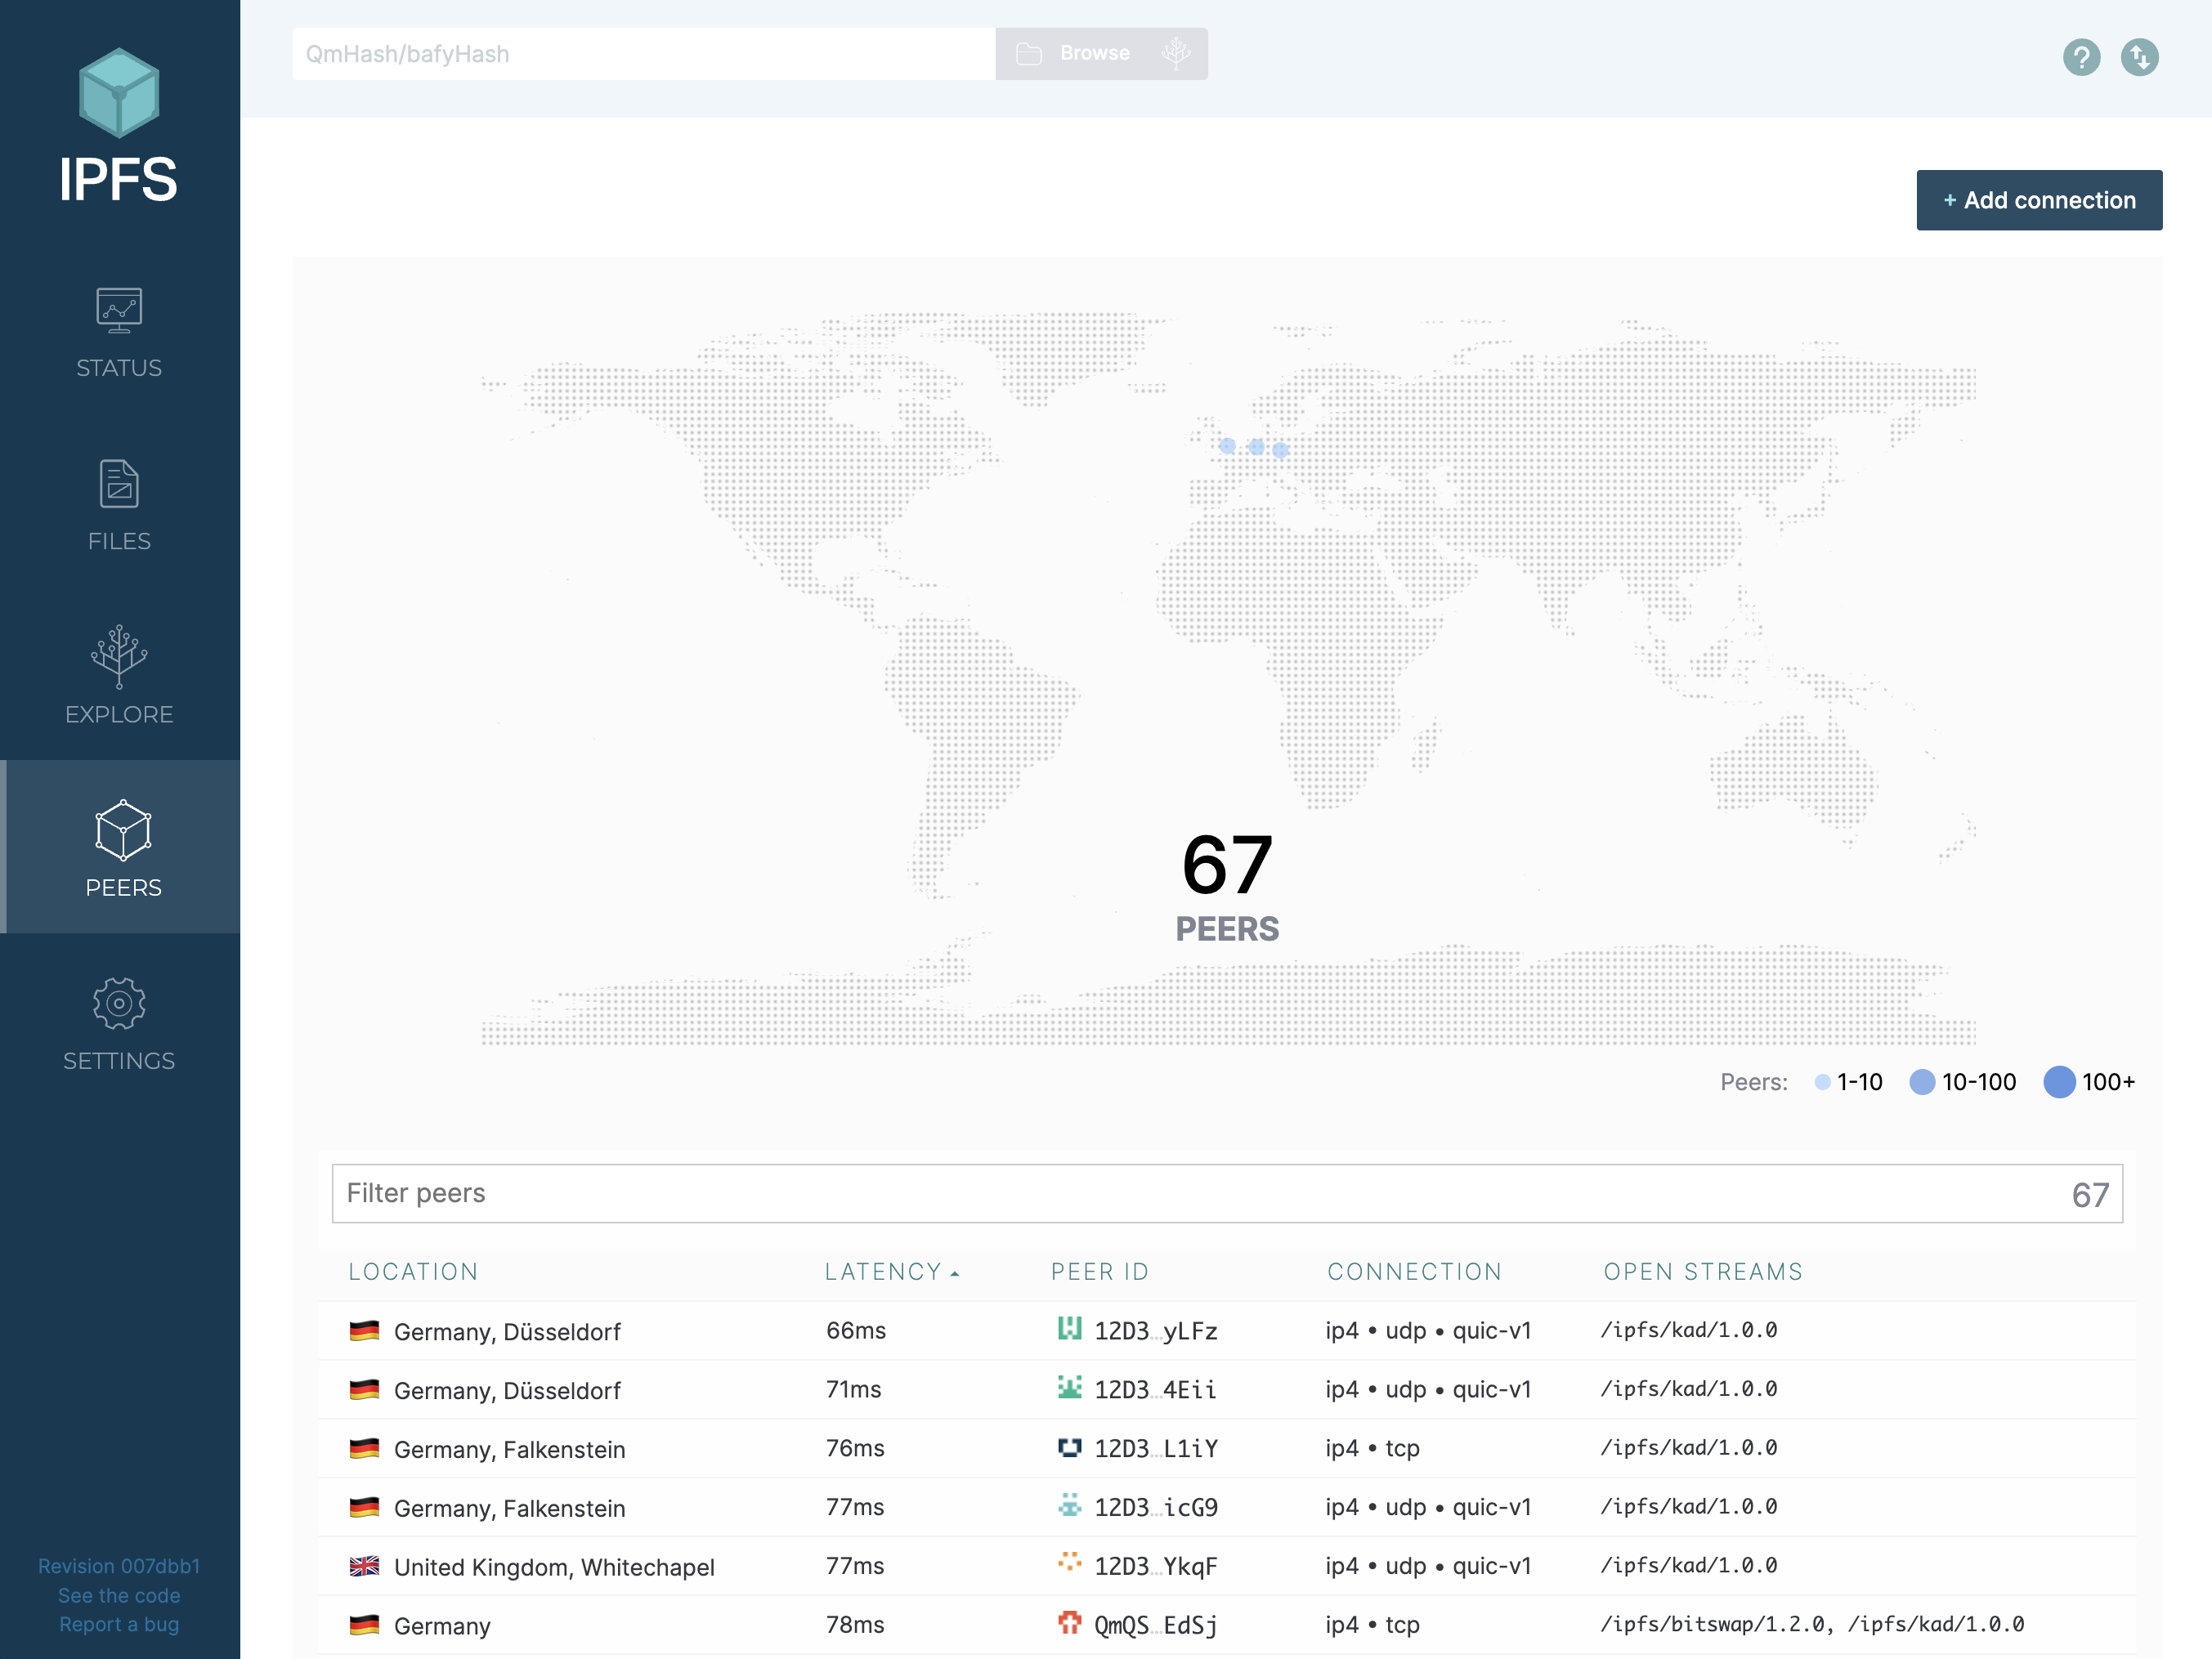 IPFS
STATUS
FILES
EXPLORE
PEERS
SETTINGS
Revision 007dbb1
See the code
Report a bug
QmHash/bafyHash
Browse
+ Add connection
67
PEERS
Peers: 1-10 10-100 100+
Filter peers 67
LOCATION LATENCY PEER ID CONNECTION OPEN STREAMS
Germany, Düsseldorf 66ms 12D3…yLFz ip4 • udp • quic-v1 /ipfs/kad/1.0.0
Germany, Düsseldorf 71ms 12D3…4Eii ip4 • udp • quic-v1 /ipfs/kad/1.0.0
Germany, Falkenstein 76ms 12D3…L1iY ip4 • tcp /ipfs/kad/1.0.0
Germany, Falkenstein 77ms 12D3…icG9 ip4 • udp • quic-v1 /ipfs/kad/1.0.0
United Kingdom, Whitechapel 77ms 12D3…YkqF ip4 • udp • quic-v1 /ipfs/kad/1.0.0
Germany 78ms QmQS…EdSj ip4 • tcp /ipfs/bitswap/1.2.0, /ipfs/kad/1.0.0